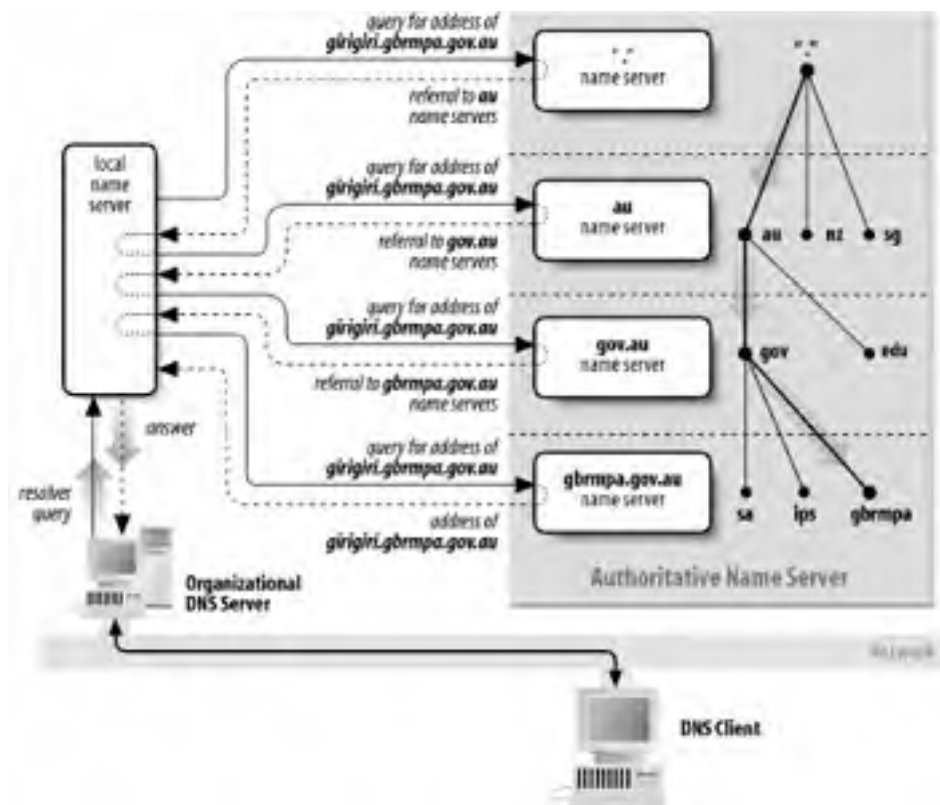 query for address of
girigiri.gbrmpa.gov.au
" . "
name server
referral to au
name servers
" . "
local
name
server
query for address of
girigiri.gbrmpa.gov.au
au
name server
referral to gov.au
name servers
au
nz
sg
query for address of
girigiri.gbrmpa.gov.au
gov.au
name server
referral to gbrmpa.gov.au
name servers
gov
edu
answer
resolver
query
query for address of
girigiri.gbrmpa.gov.au
gbrmpa.gov.au
name server
address of
girigiri.gbrmpa.gov.au
sa
ips
gbrmpa
Authoritative Name Server
Organizational
DNS Server
Network
DNS Client